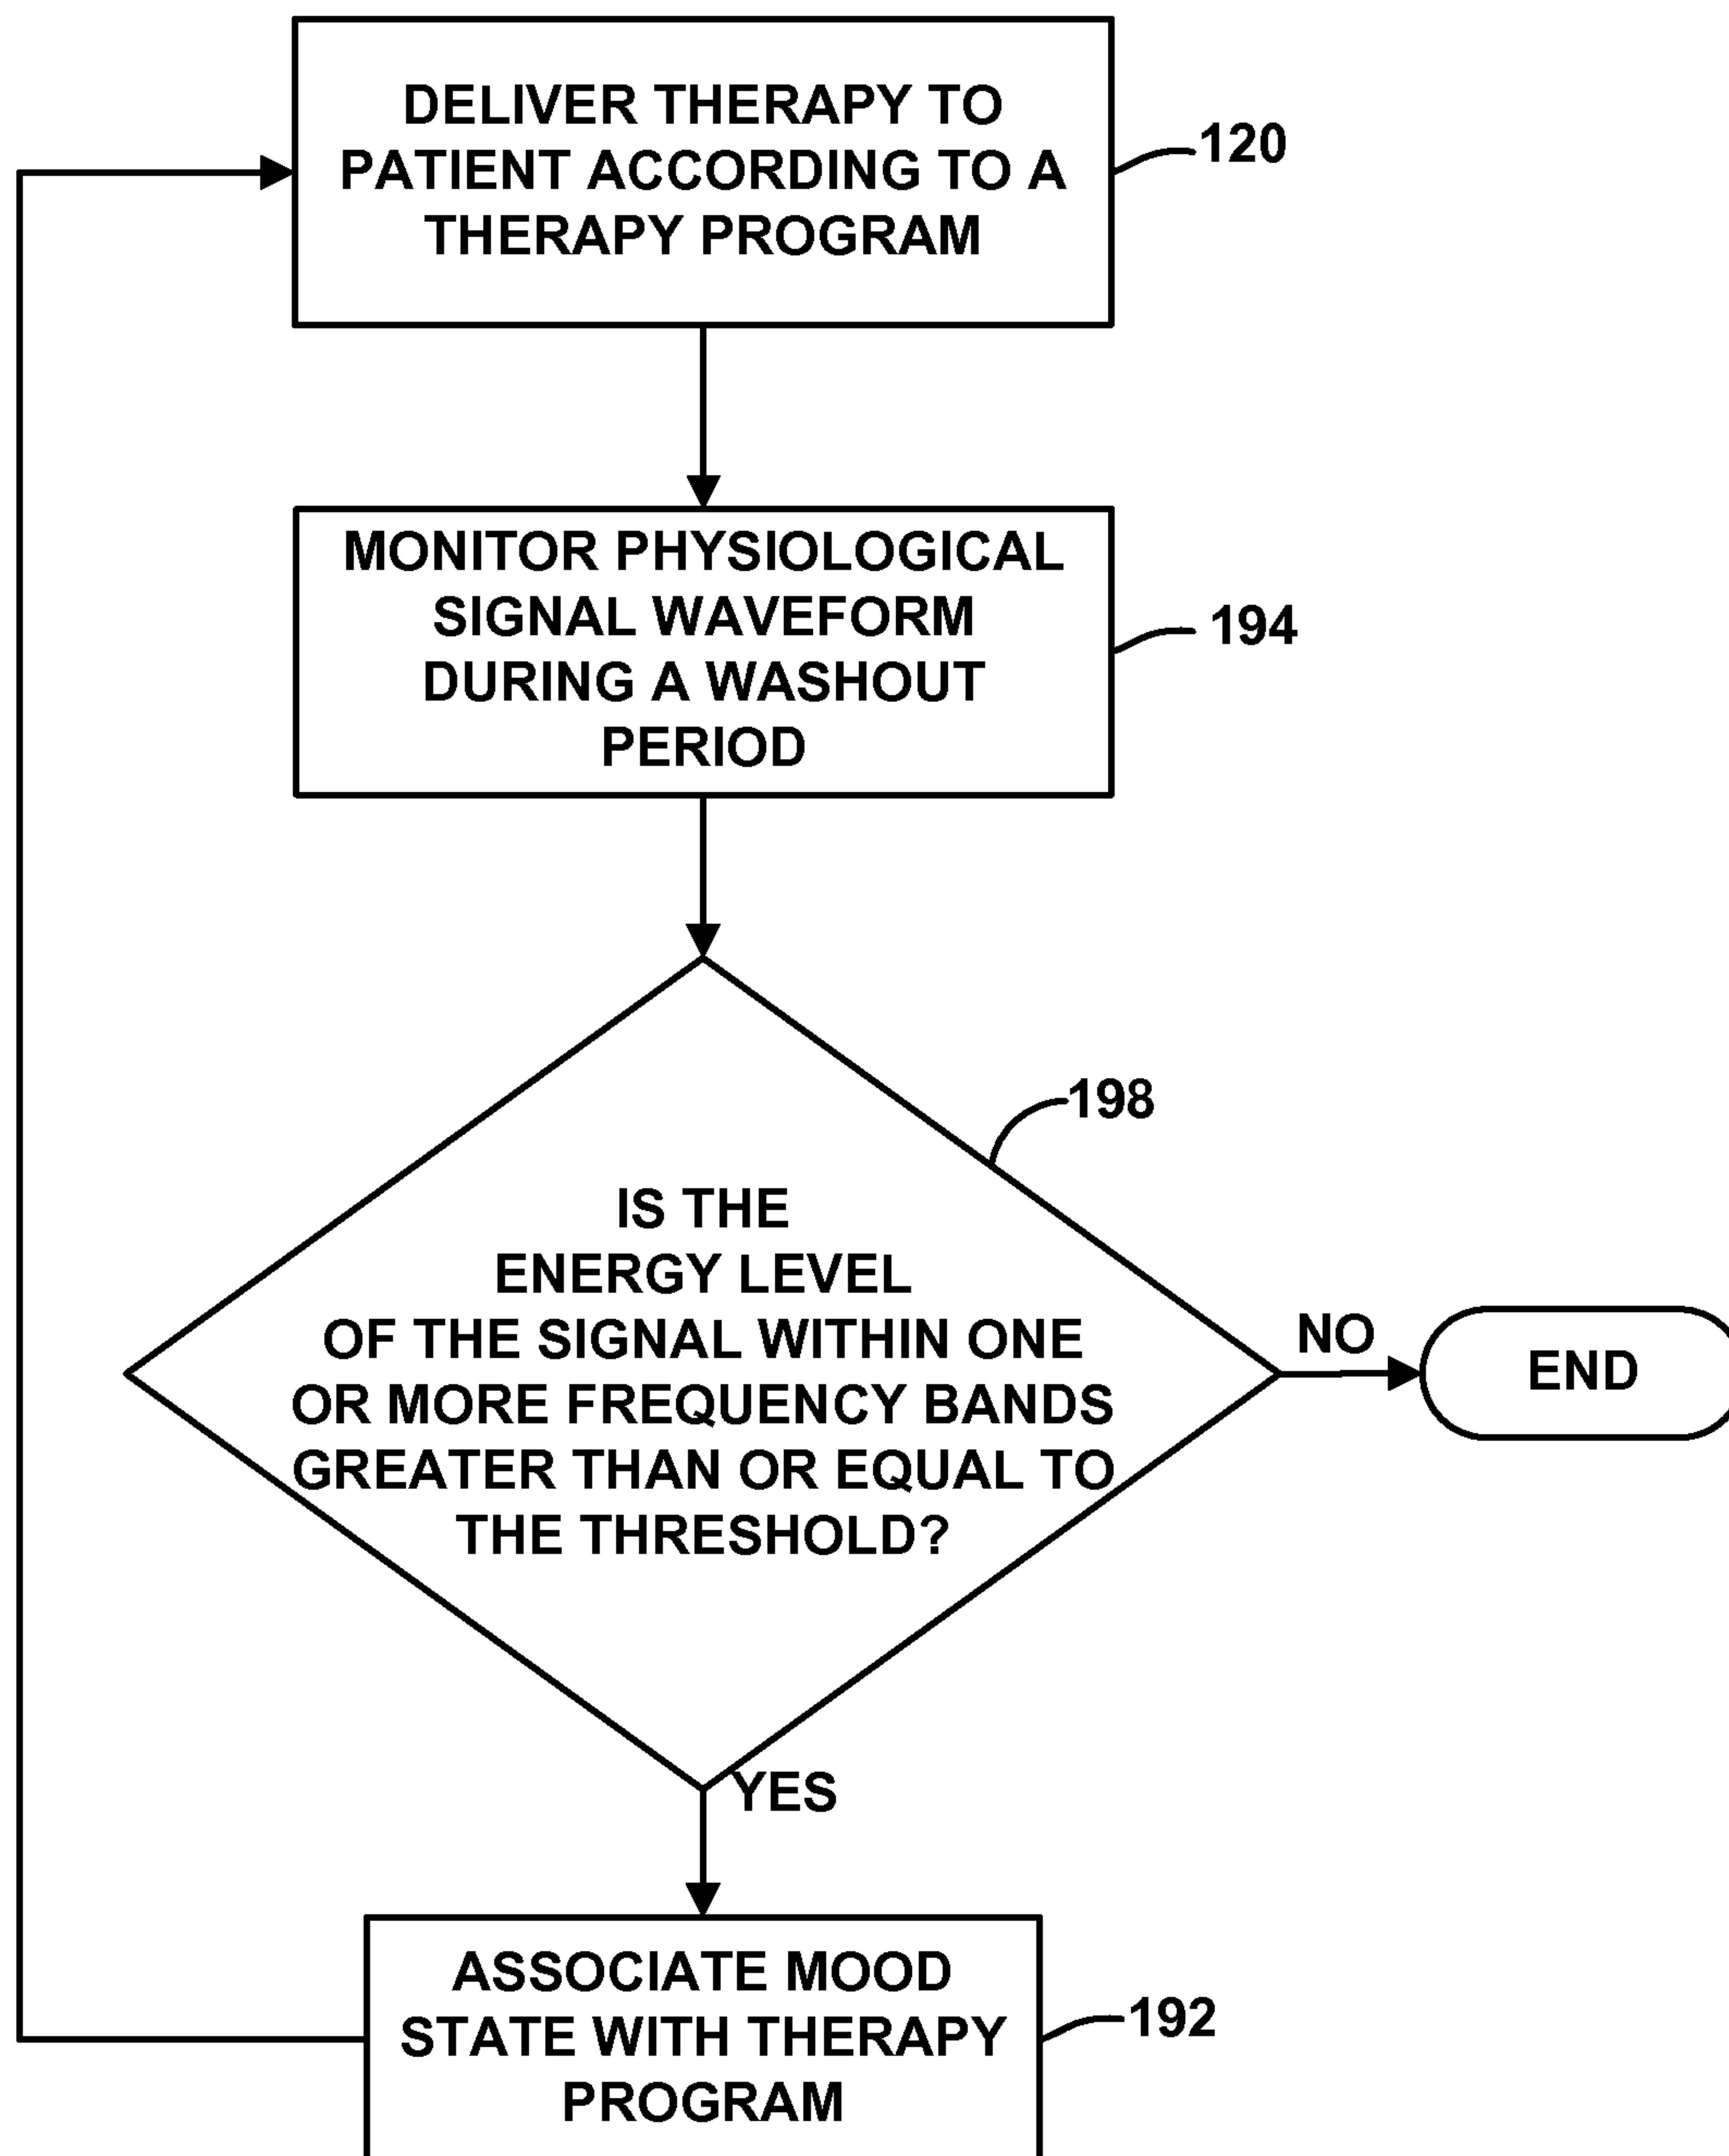 DELIVER THERAPY TO
PATIENT ACCORDING TO A
THERAPY PROGRAM
120
MONITOR PHYSIOLOGICAL
SIGNAL WAVEFORM
DURING A WASHOUT
PERIOD
194
198
IS THE
ENERGY LEVEL
OF THE SIGNAL WITHIN ONE
OR MORE FREQUENCY BANDS
GREATER THAN OR EQUAL TO
THE THRESHOLD?
NO
END
YES
ASSOCIATE MOOD
STATE WITH THERAPY
PROGRAM
192